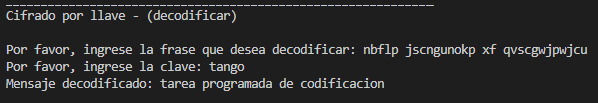 Cifrado por llave - (decodificar)
Por favor, ingrese la frase que desea decodificar: nbflp jscngunokp xf qvscgwjpwjcu
Por favor, ingrese la clave: tango
Mensaje decodificado: tarea programada de codificacion